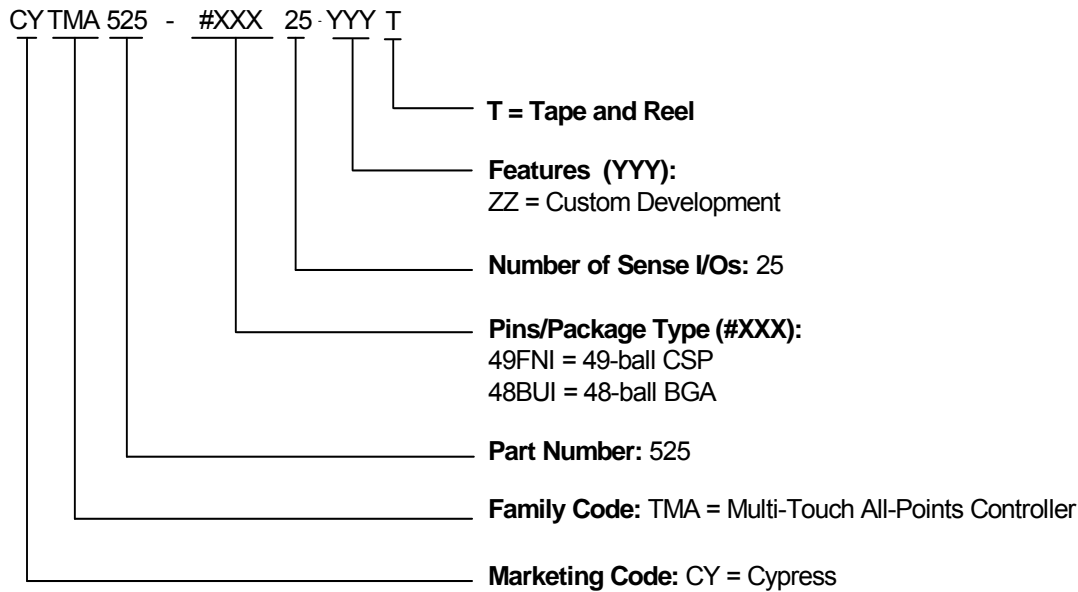 CY TMA 525 - #XXX 25 - YYY T
T = Tape and Reel
Features (YYY):
ZZ = Custom Development
Number of Sense I/Os: 25
Pins/Package Type (#XXX):
49FNI = 49-ball CSP
48BUI = 48-ball BGA
Part Number: 525
Family Code: TMA = Multi-Touch All-Points Controller
Marketing Code: CY = Cypress